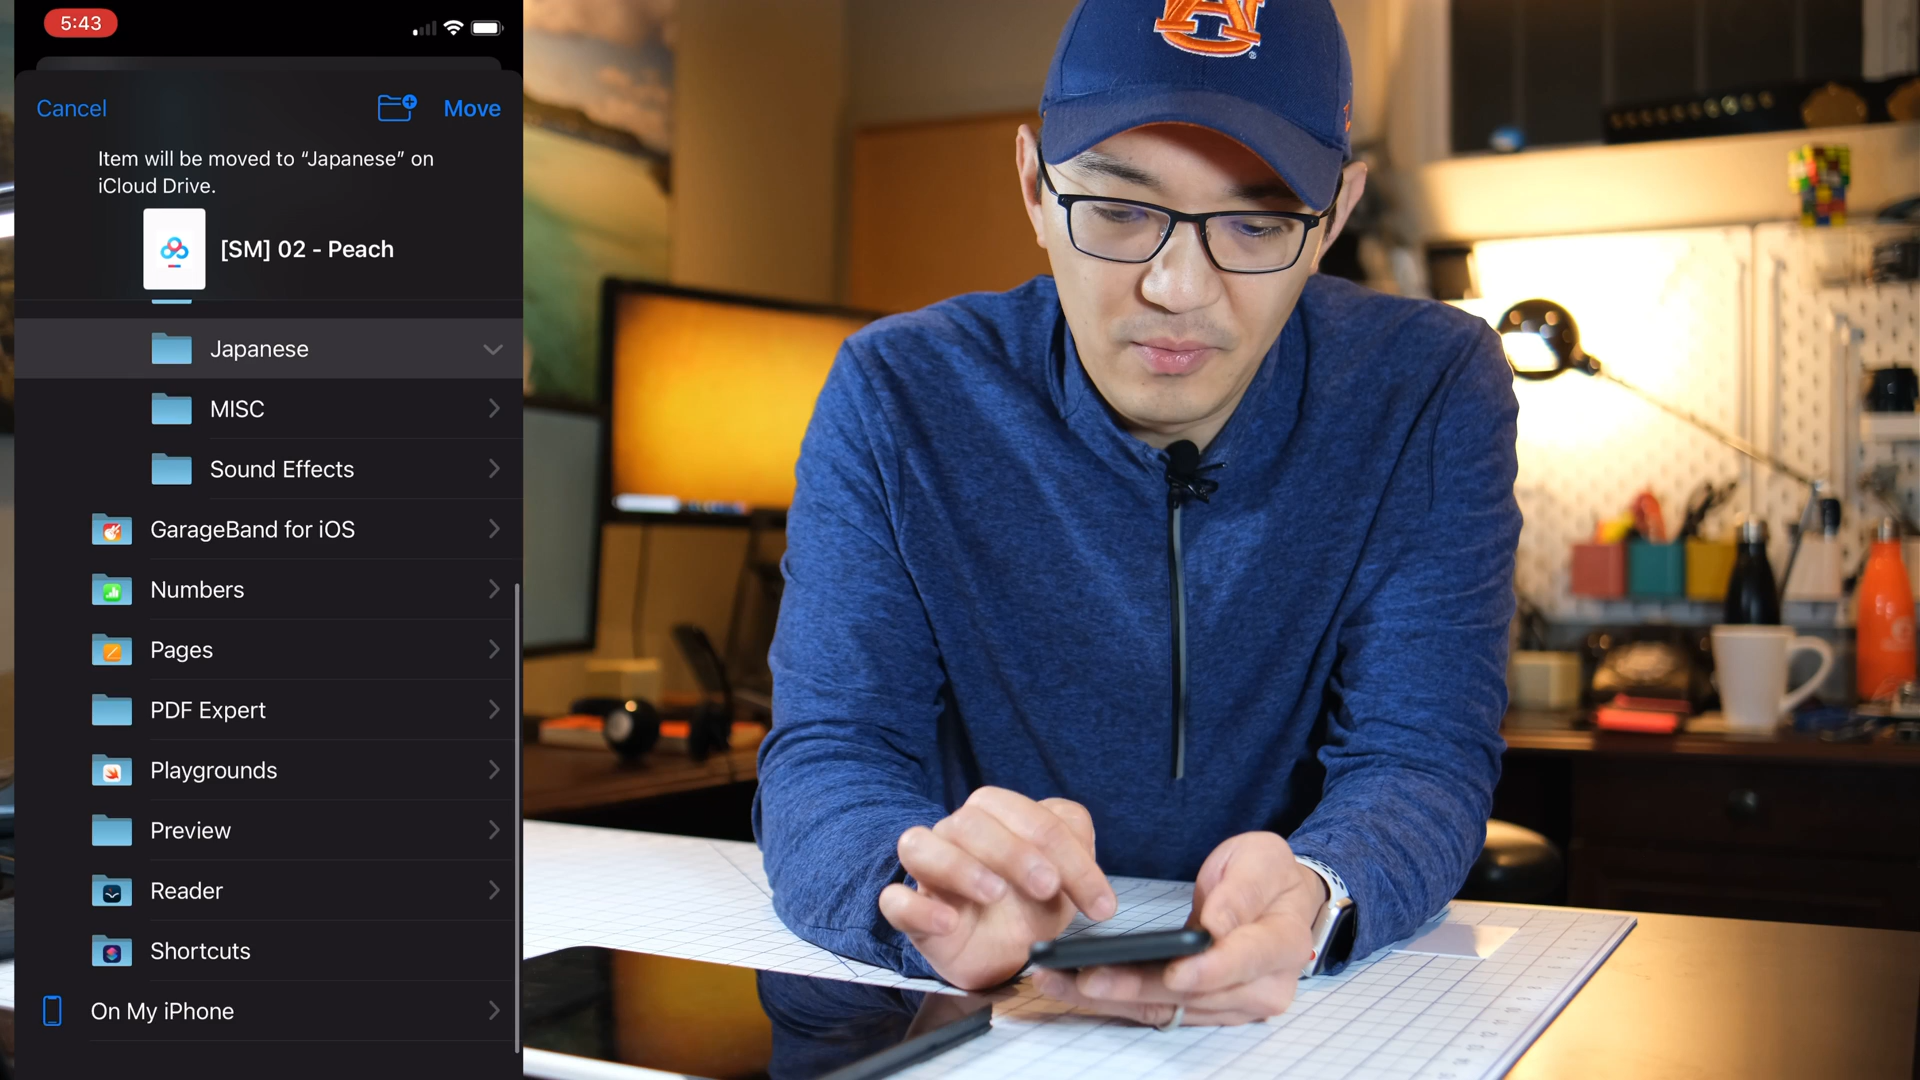 5:43
Cancel
Move
Item will be moved to “Japanese” on
iCloud Drive.
[SM] 02 - Peach
Japanese
MISC
Sound Effects
GarageBand for iOS
Numbers
Pages
PDF Expert
Playgrounds
Preview
Reader
Shortcuts
On My iPhone
AU